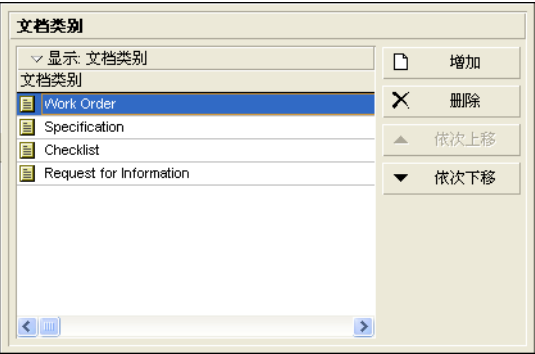 文档类别
显示: 文档类别
文档类别
Work Order
Specification
Checklist
Request for Information
增加
删除
依次上移
依次下移